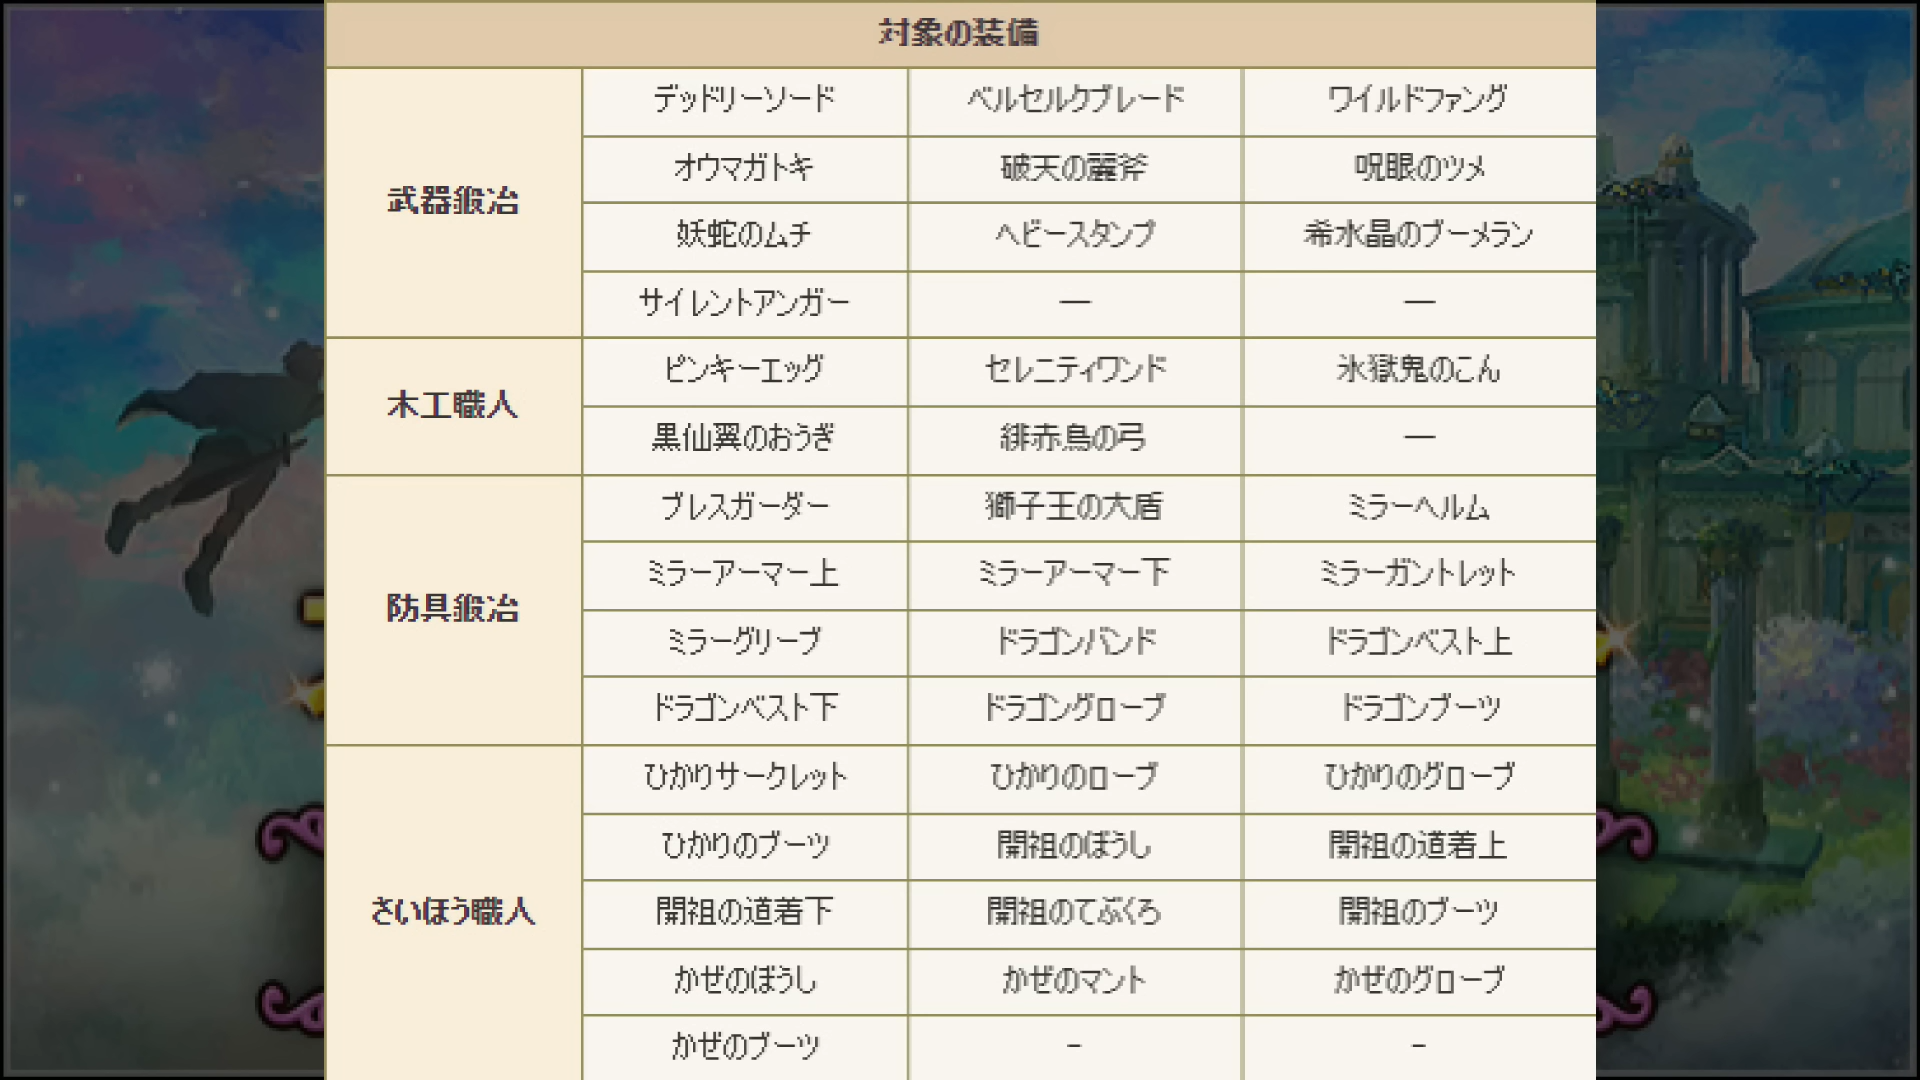 対象の装備
武器鍛冶
デッドリーソード ベルセルクブレード ワイルドファング
オウマガトキ 破天の麗斧 呪眼のツメ
妖蛇のムチ ヘビースタンプ 希水晶のブーメラン
サイレントアンガー — —
木工職人
ピンキーエッグ セレニティワンド 氷獄鬼のこん
黒仙翼のおうぎ 緋赤鳥の弓 —
防具鍛冶
ブレスガーダー 獅子王の大盾 ミラーヘルム
ミラーアーマー上 ミラーアーマー下 ミラーガントレット
ミラーグリーブ ドラゴンバンド ドラゴンベスト上
ドラゴンベスト下 ドラゴングローブ ドラゴンブーツ
さいほう職人
ひかりサークレット ひかりのローブ ひかりのグローブ
ひかりのブーツ 開祖のぼうし 開祖の道着上
開祖の道着下 開祖のてぶくろ 開祖のブーツ
かぜのぼうし かぜのマント かぜのグローブ
かぜのブーツ - -